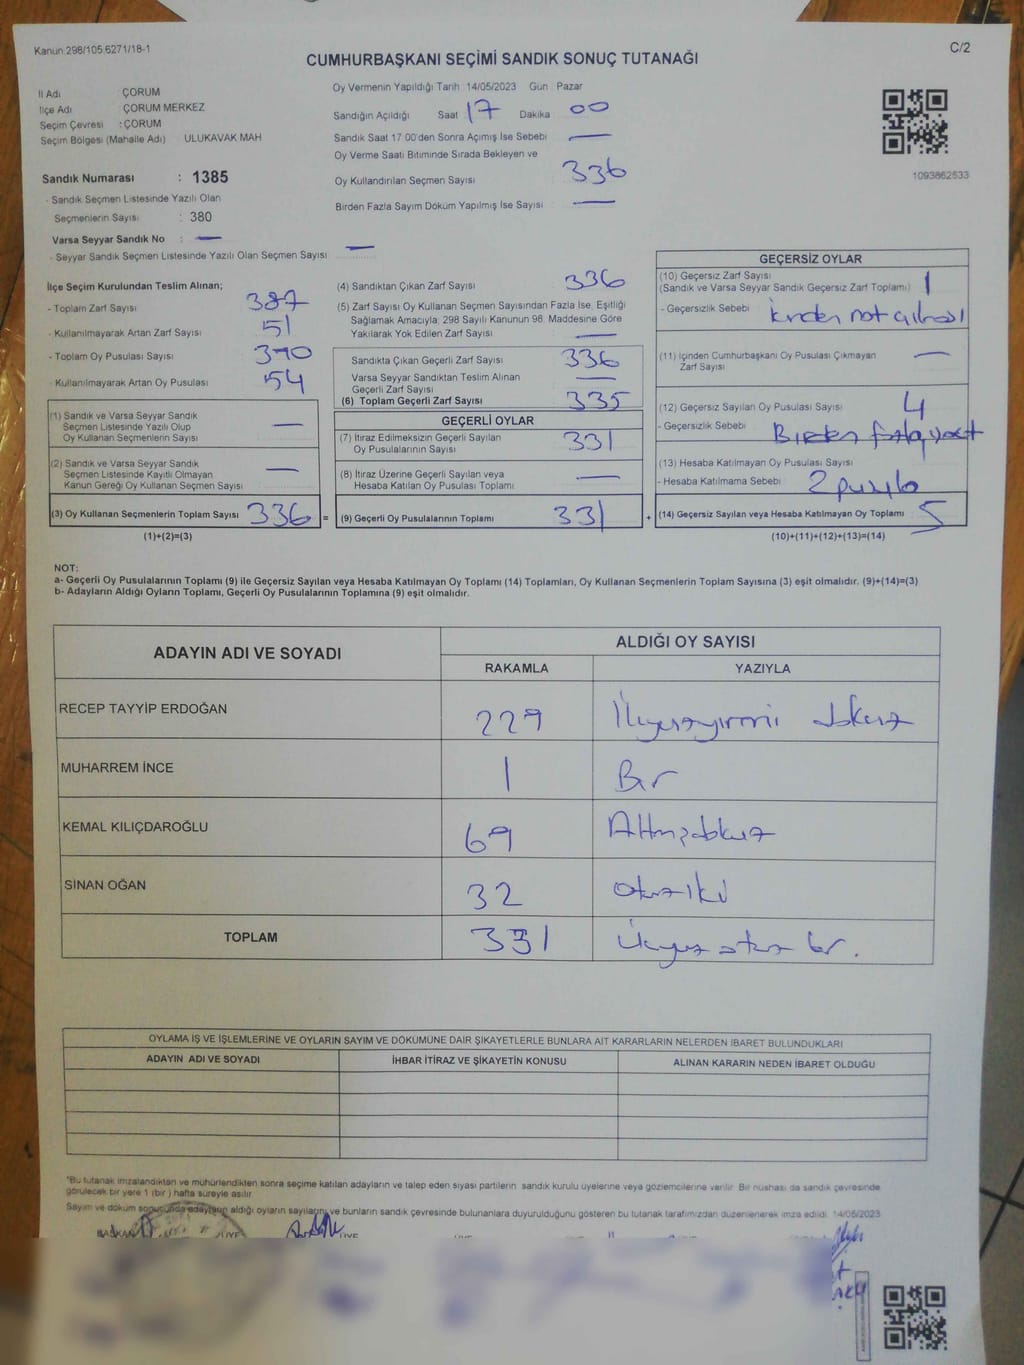 Kanun:298/105.6271/18-1
C/2
CUMHURBAŞKANI SEÇİMİ SANDIK SONUÇ TUTANAĞI
İl Adı : ÇORUM
İlçe Adı : ÇORUM MERKEZ
Seçim Çevresi : ÇORUM
Seçim Bölgesi (Mahalle Adı) ULUKAVAK MAH
Sandık Numarası : 1385
- Sandık Seçmen Listesinde Yazılı Olan
Seçmenlerin Sayısı : 380
Varsa Seyyar Sandık No : —
- Seyyar Sandık Seçmen Listesinde Yazılı Olan Seçmen Sayısı —
Oy Vermenin Yapıldığı Tarih :14/05/2023 Gün : Pazar
Sandığın Açıldığı Saat 17 Dakika 00
Sandık Saat 17:00'den Sonra Açımış İse Sebebi —
Oy Verme Saati Bitiminde Sırada Bekleyen ve
Oy Kullandırılan Seçmen Sayısı 336
Birden Fazla Sayım Döküm Yapılmış İse Sayısı —
1093862533
İlçe Seçim Kurulundan Teslim Alınan;
- Toplam Zarf Sayısı 387
- Kullanılmayarak Artan Zarf Sayısı 51
- Toplam Oy Pusulası Sayısı 390
- Kullanılmayarak Artan Oy Pusulası 54
(1) Sandık ve Varsa Seyyar Sandık
Seçmen Listesinde Yazılı Olup
Oy Kullanan Seçmenlerin Sayısı —
(2) Sandık ve Varsa Seyyar Sandık
Seçmen Listesinde Kayıtlı Olmayan
Kanun Gereği Oy Kullanan Seçmen Sayısı —
(3) Oy Kullanan Seçmenlerin Toplam Sayısı 336 =
(1)+(2)=(3)
(4) Sandıktan Çıkan Zarf Sayısı 336
(5) Zarf Sayısı Oy Kullanan Seçmen Sayısından Fazla İse, Eşitliği
Sağlamak Amacıyla, 298 Sayılı Kanunun 98. Maddesine Göre
Yakılarak Yok Edilen Zarf Sayısı —
Sandıkta Çıkan Geçerli Zarf Sayısı 336
Varsa Seyyar Sandıktan Teslim Alınan
Geçerli Zarf Sayısı —
(6) Toplam Geçerli Zarf Sayısı 335
GEÇERLİ OYLAR
(7) İtiraz Edilmeksizin Geçerli Sayılan
Oy Pusulalarının Sayısı 331
(8) İtiraz Üzerine Geçerli Sayılan veya
Hesaba Katılan Oy Pusulası Toplamı —
(9) Geçerli Oy Pusulalarının Toplamı 331 +
GEÇERSİZ OYLAR
(10) Geçersiz Zarf Sayısı
(Sandık ve Varsa Seyyar Sandık Geçersiz Zarf Toplamı) 1
- Geçersizlik Sebebi not
(11) İçinden Cumhurbaşkanı Oy Pusulası Çıkmayan
Zarf Sayısı —
(12) Geçersiz Sayılan Oy Pusulası Sayısı 4
- Geçersizlik Sebebi Birden
(13) Hesaba Katılmayan Oy Pusulası Sayısı
- Hesaba Katılmama Sebebi 2
(14) Geçersiz Sayılan veya Hesaba Katılmayan Oy Toplamı 5
(10)+(11)+(12)+(13)=(14)
NOT:
a- Geçerli Oy Pusulalarının Toplamı (9) ile Geçersiz Sayılan veya Hesaba Katılmayan Oy Toplamı (14) Toplamları, Oy Kullanan Seçmenlerin Toplam Sayısına (3) eşit olmalıdır. (9)+(14)=(3)
b- Adayların Aldığı Oyların Toplamı, Geçerli Oy Pusulalarının Toplamına (9) eşit olmalıdır.
ADAYIN ADI VE SOYADI ALDIĞI OY SAYISI
RAKAMLA YAZIYLA
RECEP TAYYİP ERDOĞAN 229 İkiyüzyirmi dokuz
MUHARREM İNCE 1 Bir
KEMAL KILIÇDAROĞLU 69 Altmışdokuz
SİNAN OĞAN 32 otuziki
TOPLAM 331 Üçyüz otuz bir.
OYLAMA İŞ VE İŞLEMLERİNE VE OYLARIN SAYIM VE DÖKÜMÜNE DAİR ŞİKAYETLERLE BUNLARA AİT KARARLARIN NELERDEN İBARET BULUNDUKLARI
ADAYIN ADI VE SOYADI İHBAR İTİRAZ VE ŞİKAYETİN KONUSU ALINAN KARARIN NEDEN İBARET OLDUĞU
"Bu tutanak imzalandıktan ve mühürlendikten sonra seçime katılan adayların ve talep eden siyasi partilerin sandık kurulu üyelerine veya gözlemcilerine verilir. Bir nüshası da sandık çevresinde
görülecek bir yere 1 (bir) hafta süreyle asılır
Sayım ve döküm sonucunda adayların aldığı oyların sayılarını ve bunların sandık çevresinde bulunanlara duyurulduğunu gösteren bu tutanak tarafımızdan düzenlenerek imza edildi. 14/05/2023
BAŞKAN ÜYE ÜYE